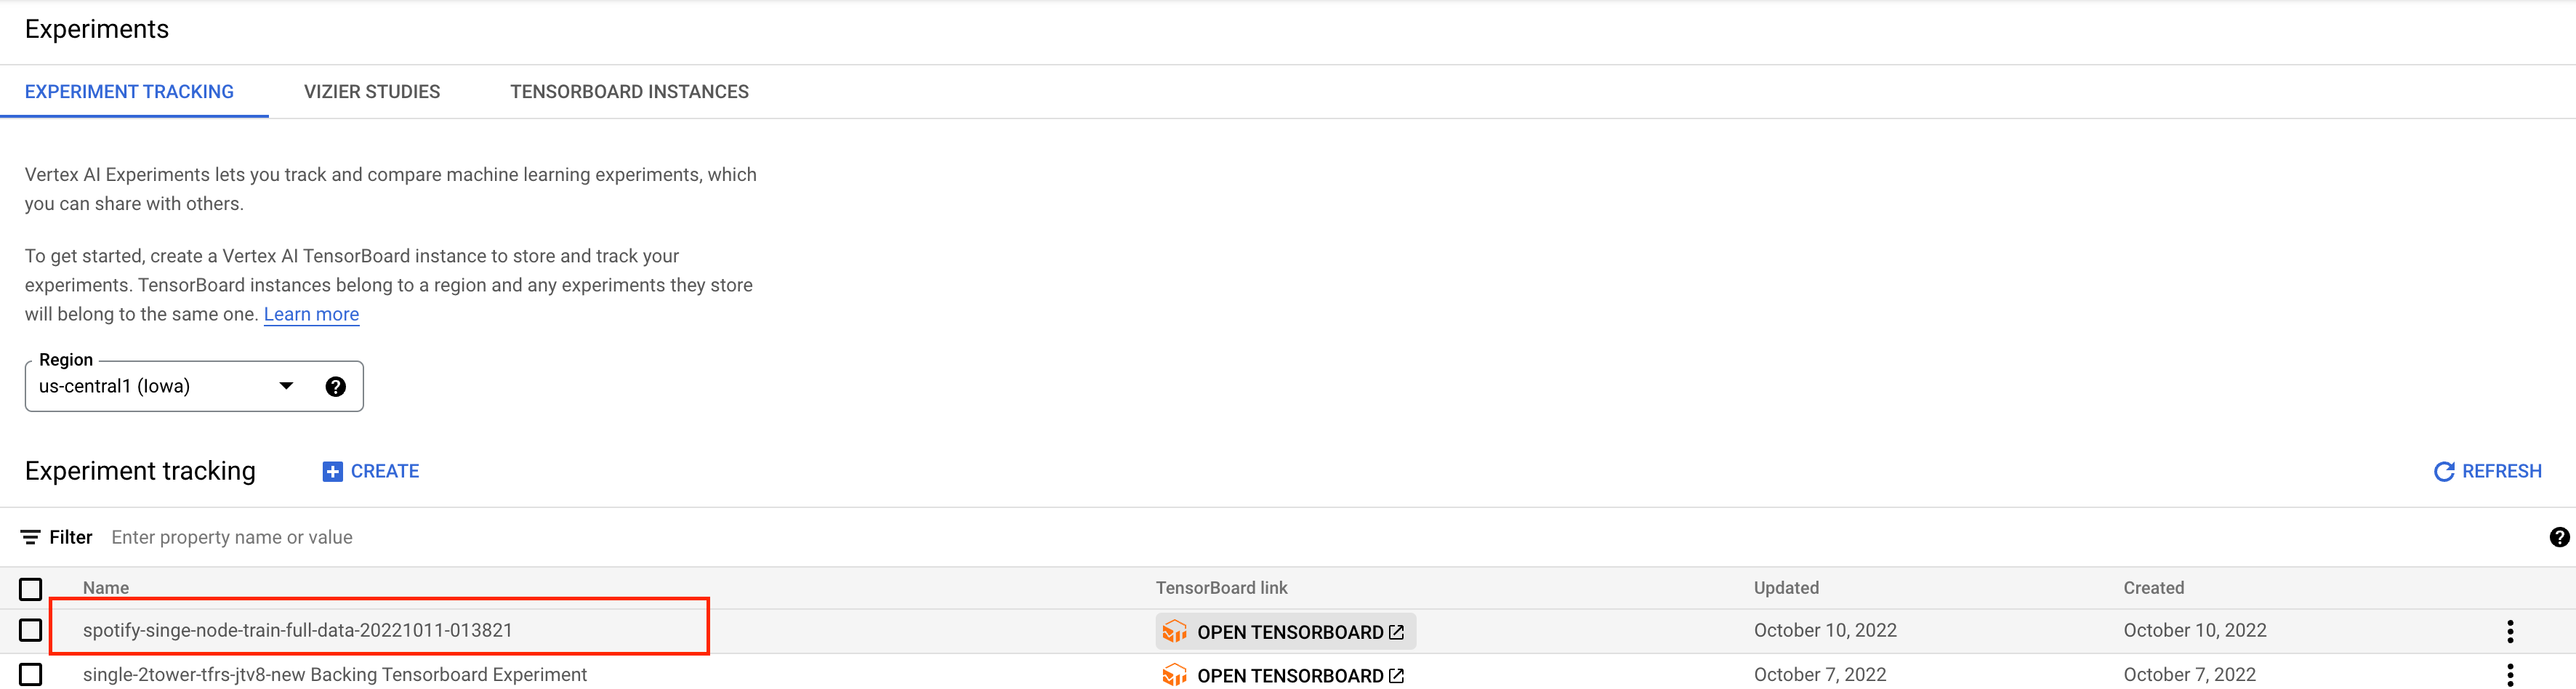 Experiments
EXPERIMENT TRACKING VIZIER STUDIES TENSORBOARD INSTANCES
Vertex AI Experiments lets you track and compare machine learning experiments, which
you can share with others.
To get started, create a Vertex AI TensorBoard instance to store and track your
experiments. TensorBoard instances belong to a region and any experiments they store
will belong to the same one. Learn more
Region
us-central1 (Iowa)
Experiment tracking CREATE REFRESH
Filter Enter property name or value
Name TensorBoard link Updated Created
spotify-singe-node-train-full-data-20221011-013821 OPEN TENSORBOARD October 10, 2022 October 10, 2022
single-2tower-tfrs-jtv8-new Backing Tensorboard Experiment OPEN TENSORBOARD October 7, 2022 October 7, 2022